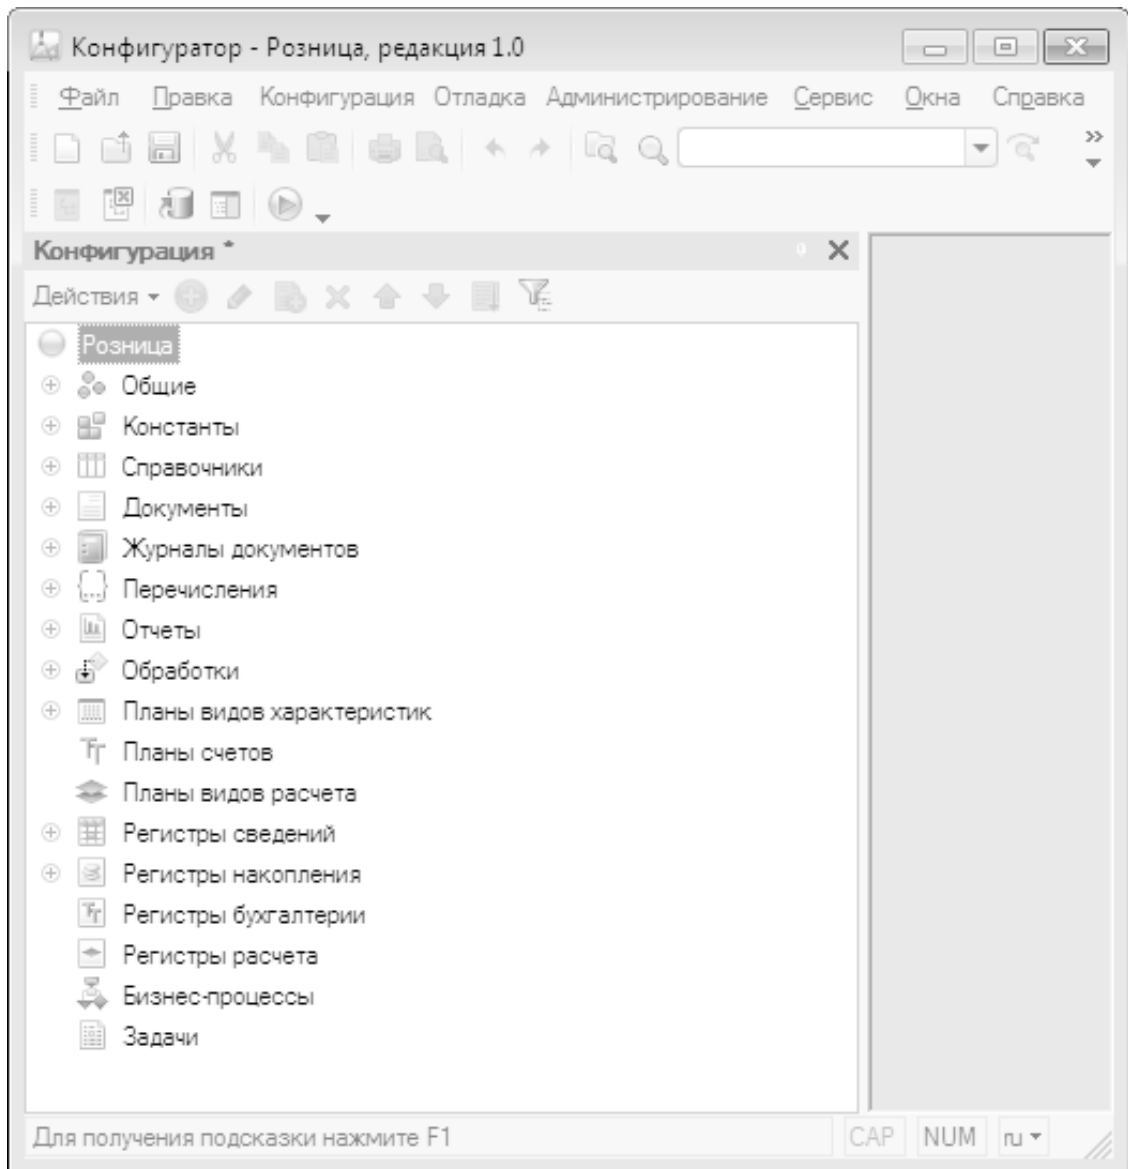 Конфигуратор - Розница, редакция 1.0
Файл Правка Конфигурация Отладка Администрирование Сервис Окна Справка
Конфигурация *
Действия
Розница
Общие
Константы
Справочники
Документы
Журналы документов
Перечисления
Отчеты
Обработки
Планы видов характеристик
Планы счетов
Планы видов расчета
Регистры сведений
Регистры накопления
Регистры бухгалтерии
Регистры расчета
Бизнес-процессы
Задачи
Для получения подсказки нажмите F1 CAP NUM ru